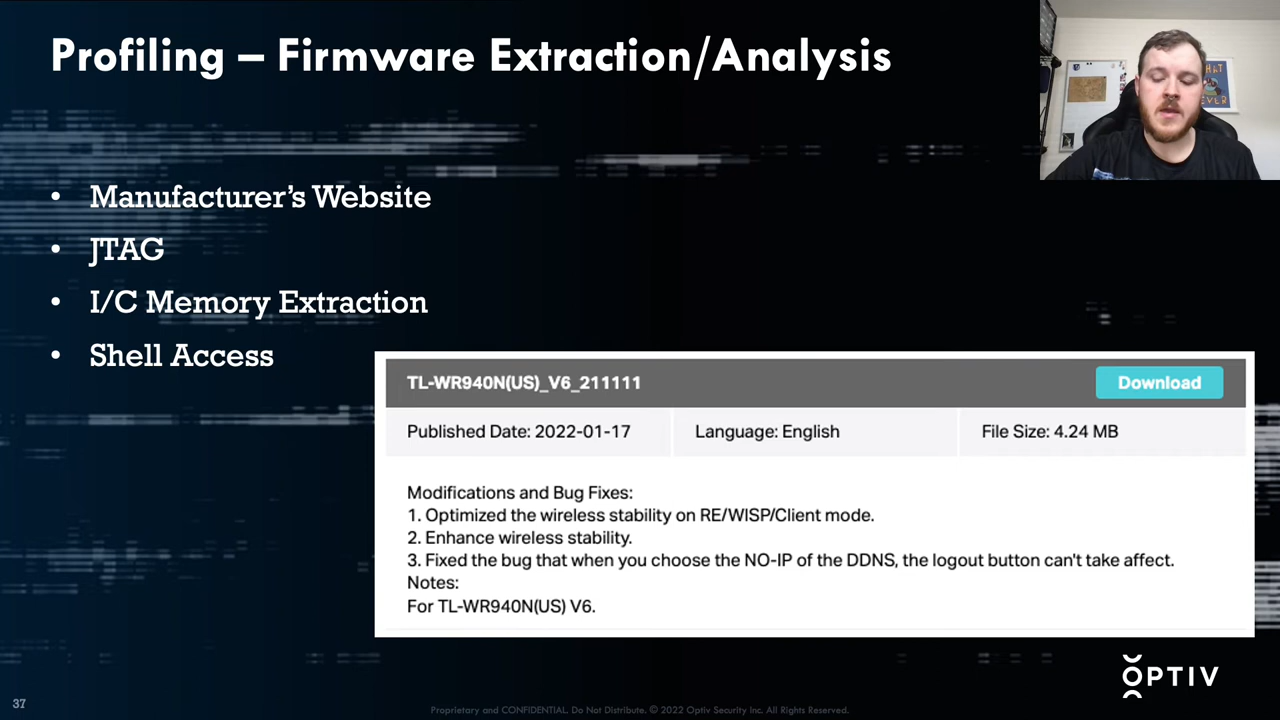 Profiling – Firmware Extraction/Analysis
• Manufacturer's Website
• JTAG
• I/C Memory Extraction
• Shell Access
TL-WR940N(US)_V6_211111
Download
Published Date: 2022-01-17
Language: English
File Size: 4.24 MB
Modifications and Bug Fixes:
1. Optimized the wireless stability on RE/WISP/Client mode.
2. Enhance wireless stability.
3. Fixed the bug that when you choose the NO-IP of the DDNS, the logout button can't take affect.
Notes:
For TL-WR940N(US) V6.
OPTIV
37
Proprietary and CONFIDENTIAL. Do Not Distribute. © 2022 Optiv Security Inc. All Rights Reserved.